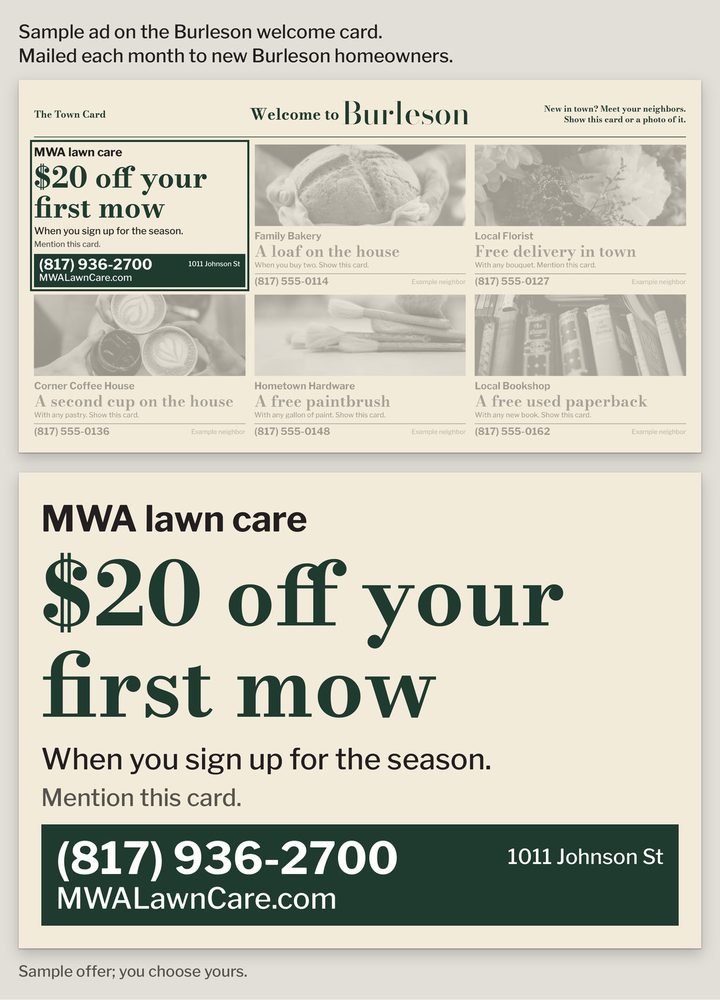 Sample ad on the Burleson welcome card.
Mailed each month to new Burleson homeowners.
The Town Card
Welcome to Burleson
New in town? Meet your neighbors.
Show this card or a photo of it.
MWA lawn care
$20 off your
first mow
When you sign up for the season.
Mention this card.
(817) 936-2700
1011 Johnson St
MWALawnCare.com
Family Bakery
A loaf on the house
When you buy two. Show this card.
(817) 555-0114
Example neighbor
Local Florist
Free delivery in town
With any bouquet. Mention this card.
(817) 555-0127
Example neighbor
Corner Coffee House
A second cup on the house
With any pastry. Show this card.
(817) 555-0136
Example neighbor
Hometown Hardware
A free paintbrush
With any gallon of paint. Show this card.
(817) 555-0148
Example neighbor
Local Bookshop
A free used paperback
With any new book. Show this card.
(817) 555-0162
Example neighbor
MWA lawn care
$20 off your
first mow
When you sign up for the season.
Mention this card.
(817) 936-2700
1011 Johnson St
MWALawnCare.com
Sample offer; you choose yours.